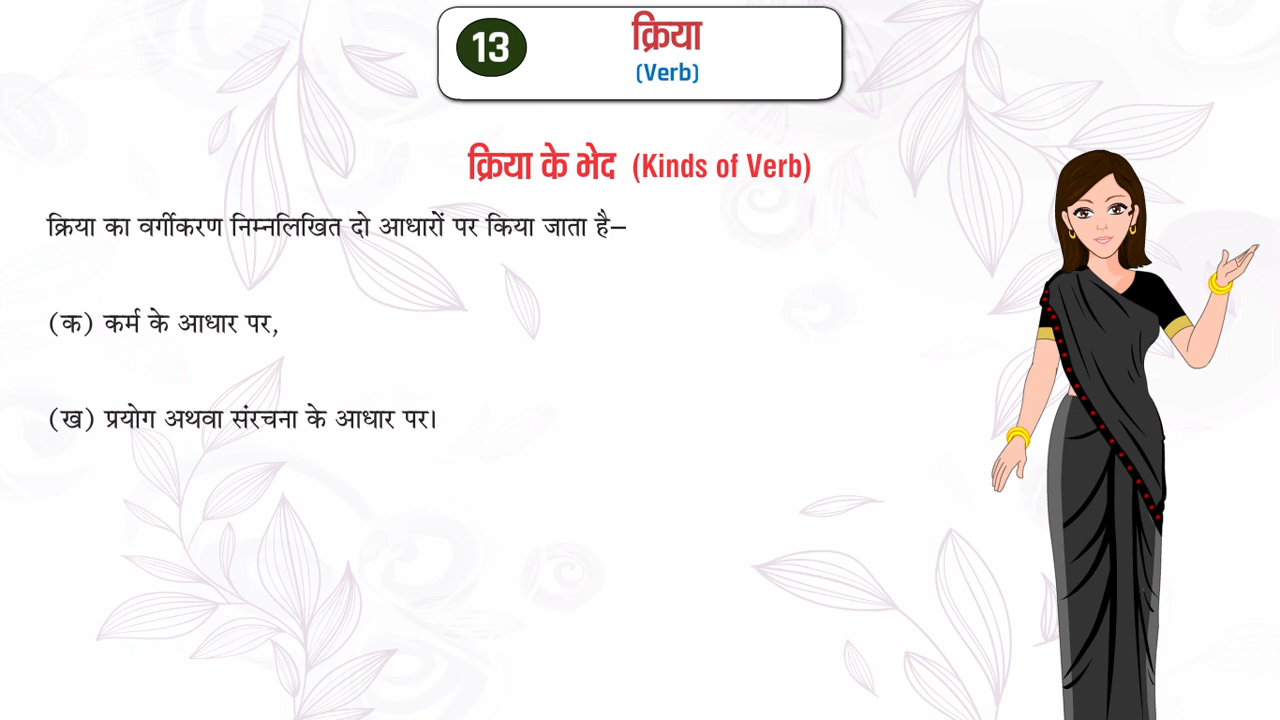 13
क्रिया
(Verb)
क्रिया के भेद (Kinds of Verb)
क्रिया का वर्गीकरण निम्नलिखित दो आधारों पर किया जाता है–
(क) कर्म के आधार पर,
(ख) प्रयोग अथवा संरचना के आधार पर।